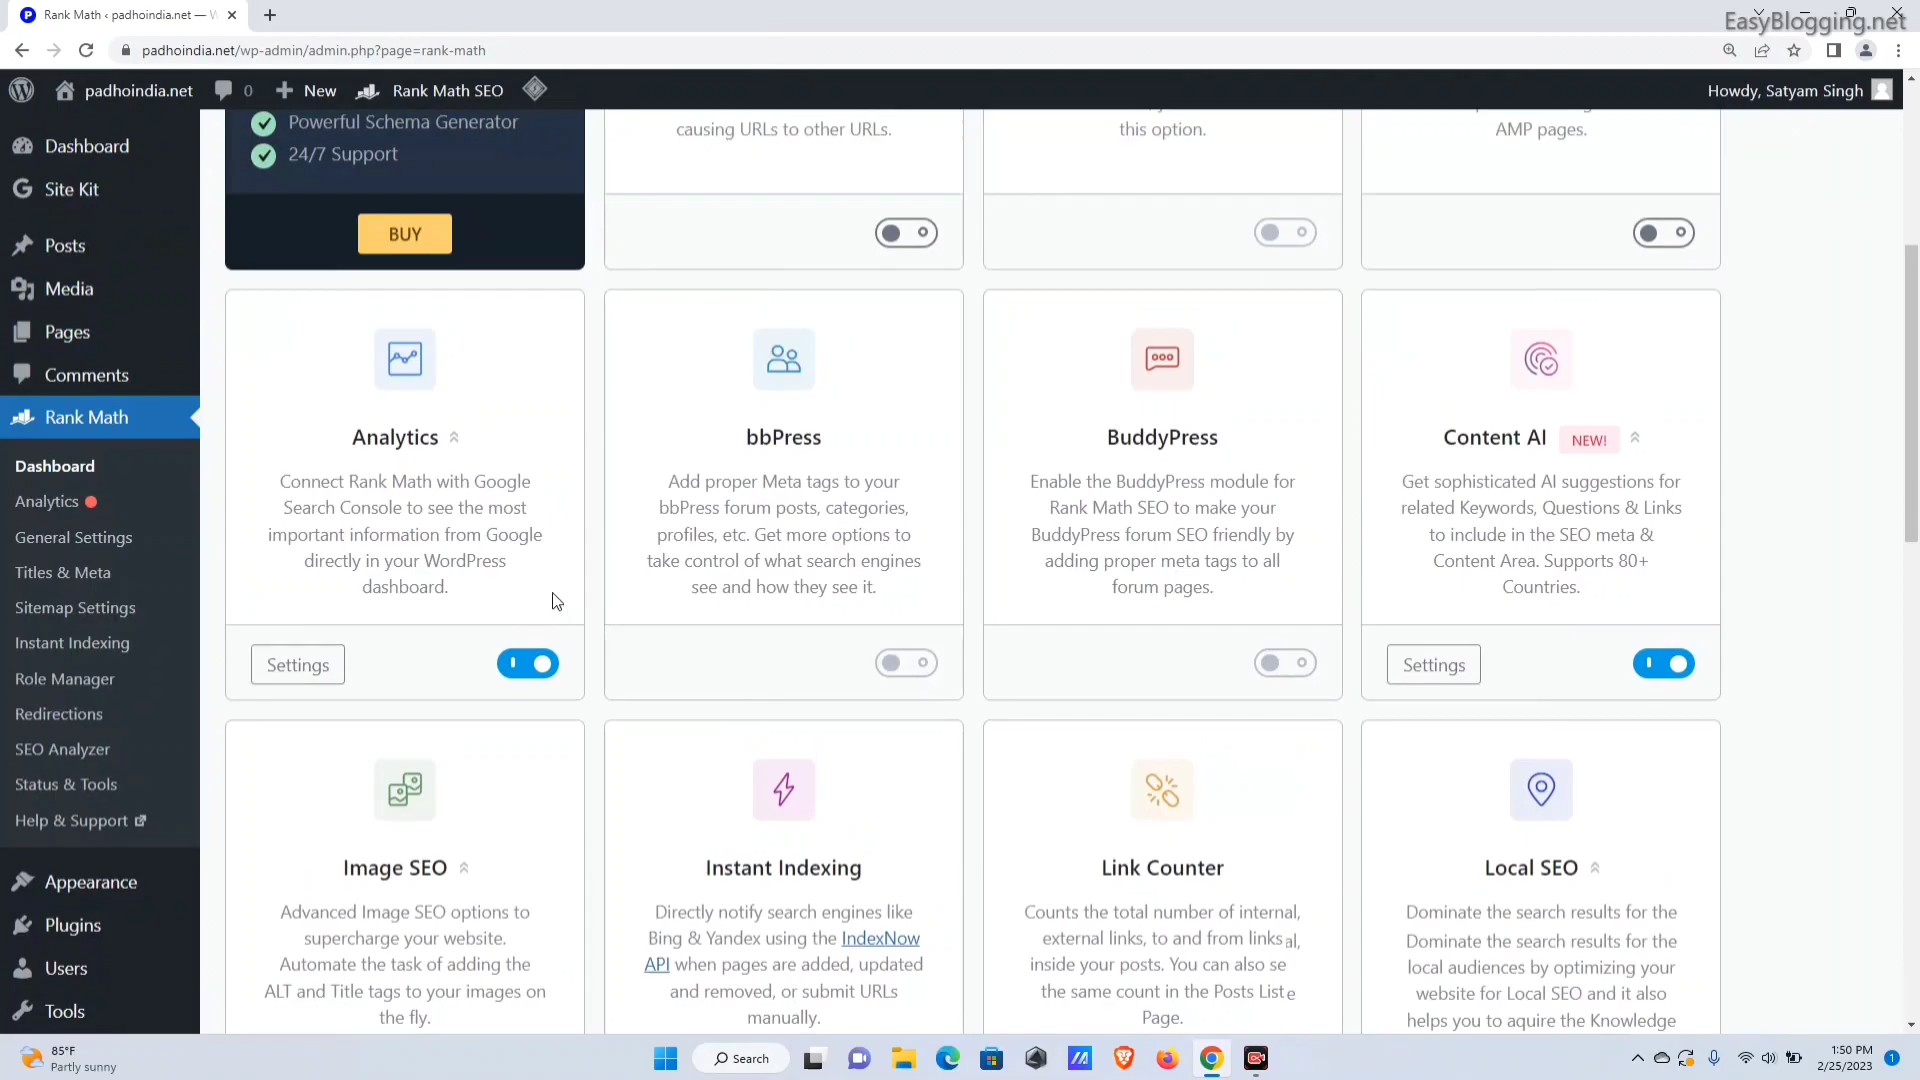 Rank Math ‹ padhoindia.net — W
EasyBlogging.net
padhoindia.net/wp-admin/admin.php?page=rank-math
padhoindia.net
0
New
Rank Math SEO
Howdy, Satyam Singh
Dashboard
Site Kit
Posts
Media
Pages
Comments
Rank Math
Dashboard
Analytics
General Settings
Titles & Meta
Sitemap Settings
Instant Indexing
Role Manager
Redirections
SEO Analyzer
Status & Tools
Help & Support
Appearance
Plugins
Users
Tools
Powerful Schema Generator
24/7 Support
BUY
causing URLs to other URLs.
this option.
AMP pages.
Analytics
Connect Rank Math with Google
Search Console to see the most
important information from Google
directly in your WordPress
dashboard.
Settings
bbPress
Add proper Meta tags to your
bbPress forum posts, categories,
profiles, etc. Get more options to
take control of what search engines
see and how they see it.
BuddyPress
Enable the BuddyPress module for
Rank Math SEO to make your
BuddyPress forum SEO friendly by
adding proper meta tags to all
forum pages.
Content AI NEW!
Get sophisticated AI suggestions for
related Keywords, Questions & Links
to include in the SEO meta &
Content Area. Supports 80+
Countries.
Settings
Image SEO
Advanced Image SEO options to
supercharge your website.
Automate the task of adding the
ALT and Title tags to your images on
the fly.
Instant Indexing
Directly notify search engines like
Bing & Yandex using the IndexNow
API when pages are added, updated
and removed, or submit URLs
manually.
Link Counter
Counts the total number of internal,
external links, to and from links al,
inside your posts. You can also se
the same count in the Posts List e
Page.
Local SEO
Dominate the search results for the
Dominate the search results for the
local audiences by optimizing your
website for Local SEO and it also
helps you to aquire the Knowledge
85°F
Partly sunny
Search
1:50 PM
2/25/2023
1